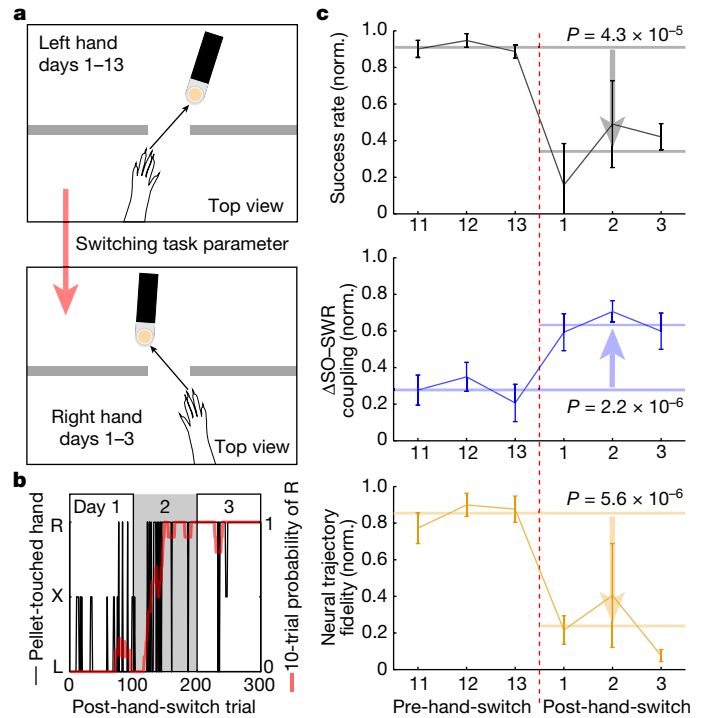 a
Left hand
days 1–13
Top view
Switching task parameter
Right hand
days 1–3
Top view
b
Pellet-touched hand
R
X
L
Day 1
2
3
1
0
10-trial probability of R
0
100
200
300
Post-hand-switch trial
c
Success rate (norm.)
1.0
0.8
0.6
0.4
0.2
0
P = 4.3 × 10–5
11
12
13
1
2
3
ΔSO–SWR
coupling (norm.)
1.0
0.8
0.6
0.4
0.2
0
P = 2.2 × 10–6
11
12
13
1
2
3
Neural trajectory
fidelity (norm.)
1.0
0.8
0.6
0.4
0.2
0
P = 5.6 × 10–6
11
12
13
1
2
3
Pre-hand-switch
Post-hand-switch